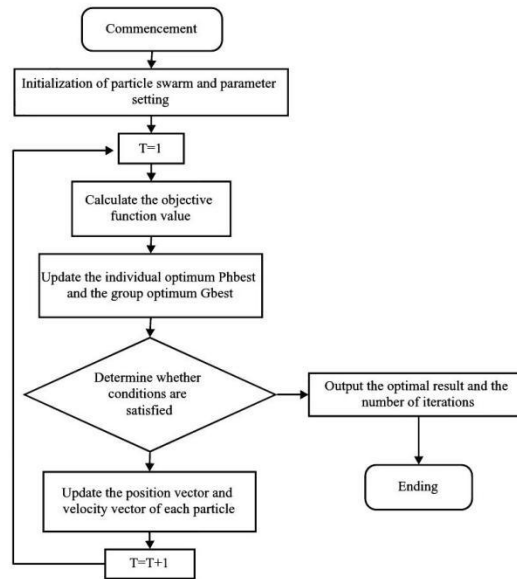 Commencement
Initialization of particle swarm and parameter
setting
T=1
Calculate the objective
function value
Update the individual optimum Phbest
and the group optimum Gbest
Determine whether
conditions are
satisfied
Output the optimal result and the
number of iterations
Ending
Update the position vector and
velocity vector of each particle
T=T+1